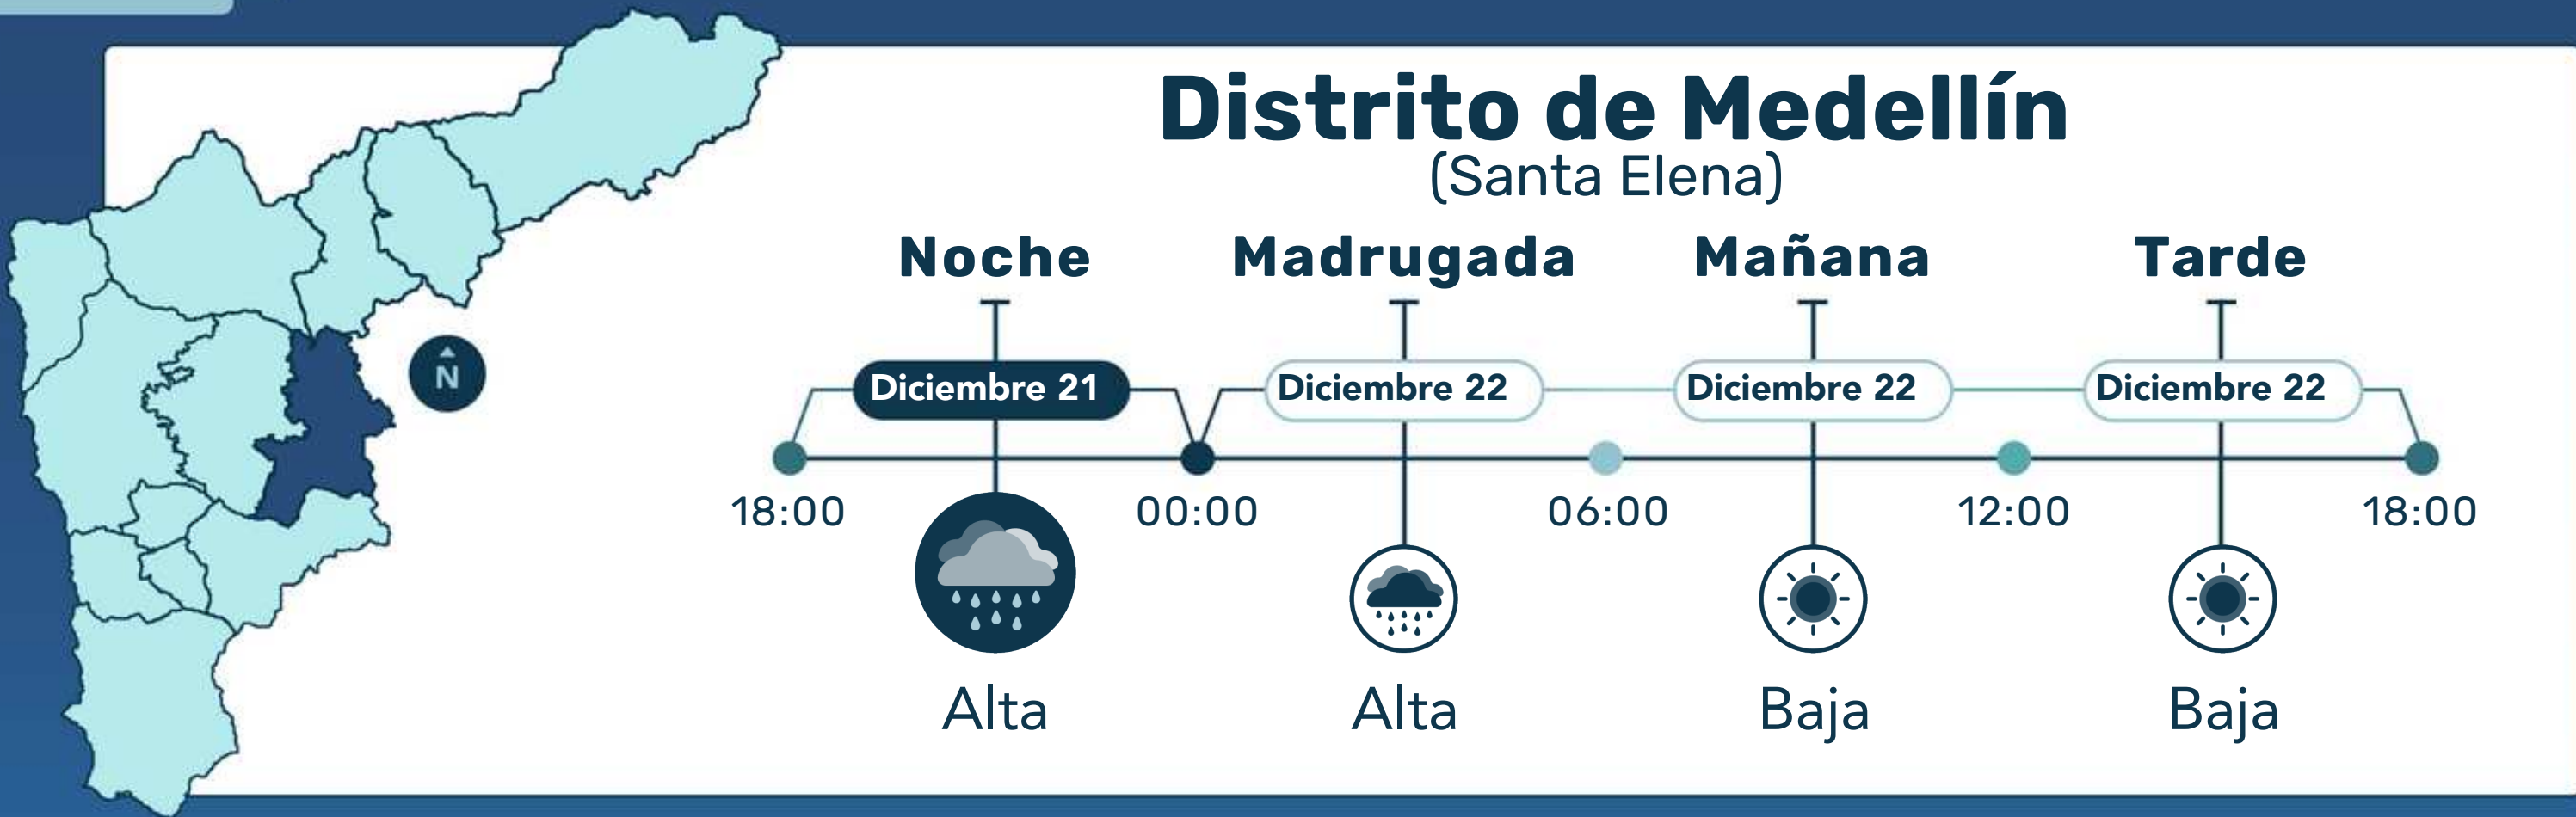 Distrito de Medellín
(Santa Elena)
Noche Madrugada Mañana Tarde
N
Diciembre 21 Diciembre 22 Diciembre 22 Diciembre 22
18:00 00:00 06:00 12:00 18:00
Alta Alta Baja Baja